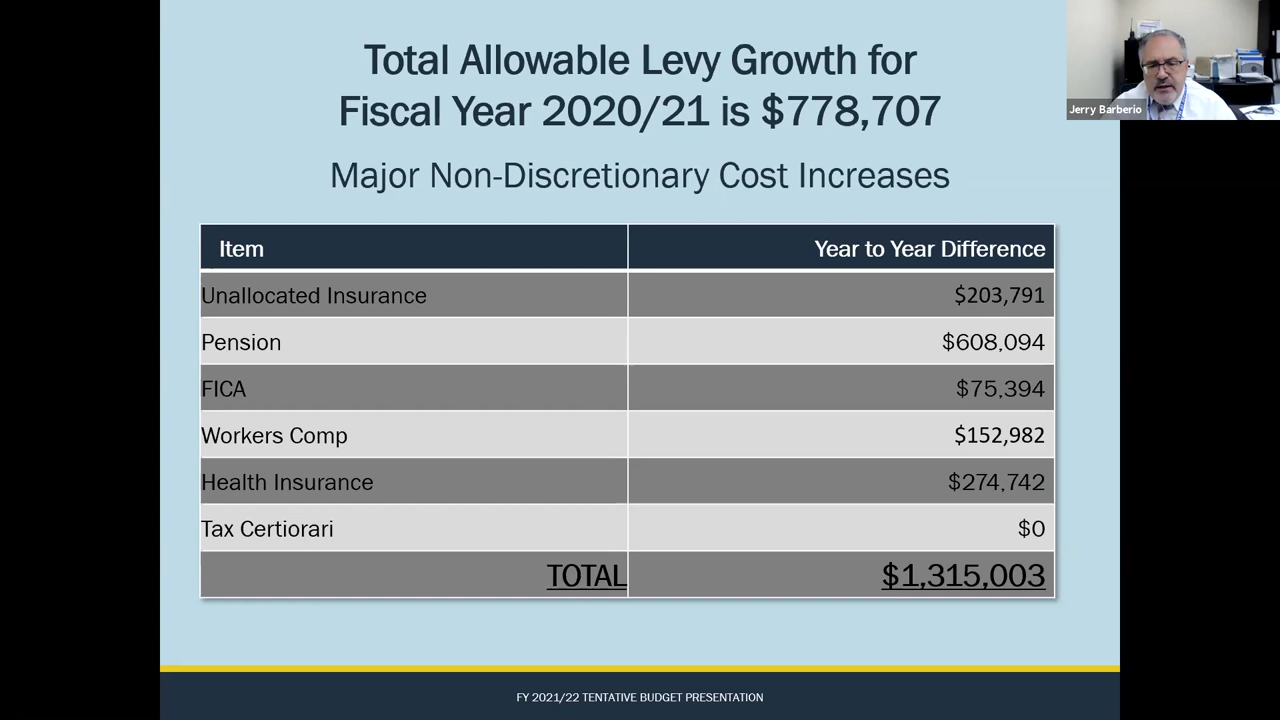 Total Allowable Levy Growth for
Fiscal Year 2020/21 is $778,707
Major Non-Discretionary Cost Increases
Jerry Barberio
Item Year to Year Difference
Unallocated Insurance $203,791
Pension $608,094
FICA $75,394
Workers Comp $152,982
Health Insurance $274,742
Tax Certiorari $0
TOTAL $1,315,003
FY 2021/22 TENTATIVE BUDGET PRESENTATION